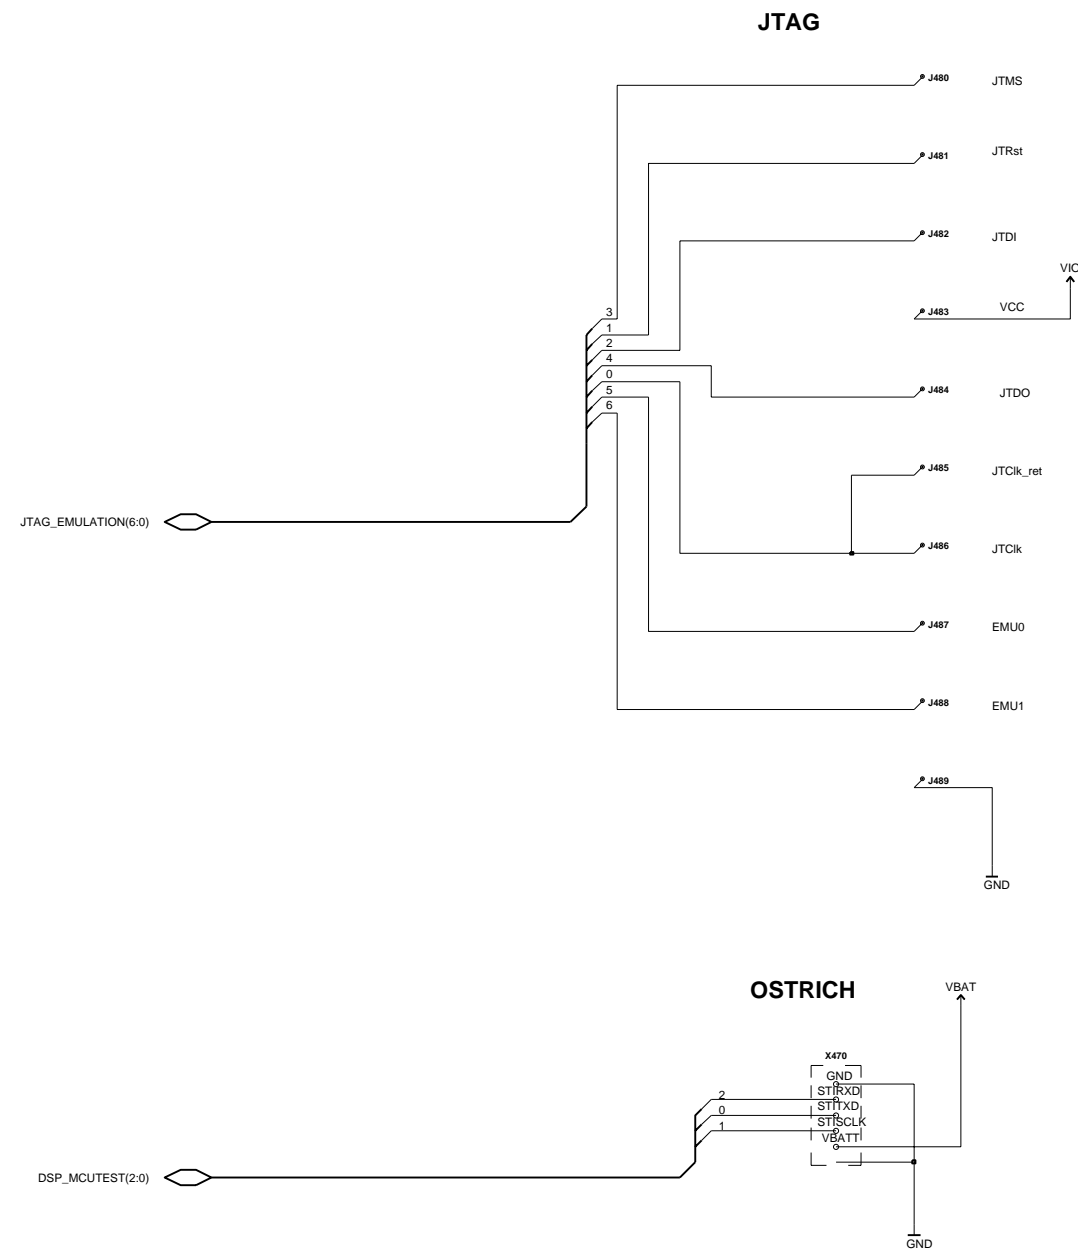 JTAG
J480 JTMS
J481 JTRst
J482 JTDI
VIO
J483 VCC
3
1
2
4
0
5
6
J484 JTDO
J485 JTClk_ret
JTAG_EMULATION(6:0)
J486 JTClk
J487 EMU0
J488 EMU1
J489
GND
OSTRICH
VBAT
X470
GND
2 STIRXD
0 STITXD
1 STISCLK
VBATT
DSP_MCUTEST(2:0)
GND